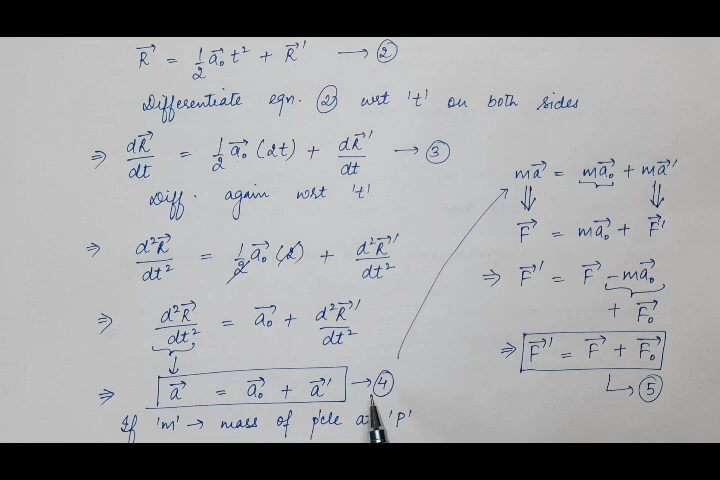 R⃗ = 1/2 a⃗₀ t² + R⃗' → ②
Differentiate eqn. ② wrt 't' on both sides
⇒ dR⃗/dt = 1/2 a⃗₀ (2t) + dR⃗'/dt → ③
Diff. again wrt 't'
⇒ d²R⃗/dt² = 1/2 a⃗₀ (2) + d²R⃗'/dt²
⇒ d²R⃗/dt² = a⃗₀ + d²R⃗'/dt²
⇒ a⃗ = a⃗₀ + a⃗' → ④
If 'm' → mass of p'cle at 'P'
ma⃗ = ma⃗₀ + ma⃗'
F⃗ = ma⃗₀ + F⃗'
⇒ F⃗' = F⃗ - ma⃗₀
+ F⃗₀
⇒ F⃗' = F⃗ + F⃗₀
→ ⑤